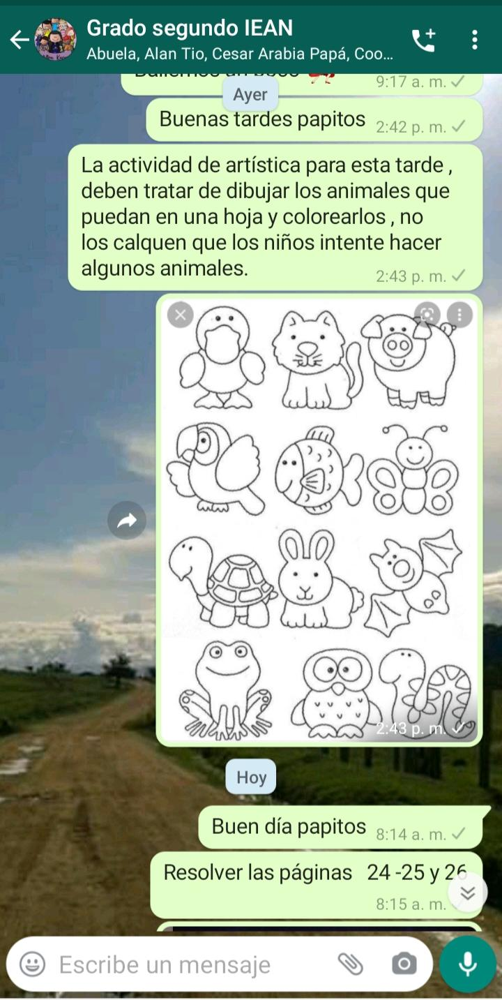 Grado segundo IEAN
Abuela, Alan Tio, Cesar Arabia Papá, Coo...
Bailemos un poco
9:17 a. m.
Ayer
Buenas tardes papitos
2:42 p. m.
La actividad de artística para esta tarde ,
deben tratar de dibujar los animales que
puedan en una hoja y colorearlos , no
los calquen que los niños intente hacer
algunos animales.
2:43 p. m.
2:43 p. m.
Hoy
Buen día papitos
8:14 a. m.
Resolver las páginas 24 -25 y 26
8:15 a. m.
Escribe un mensaje